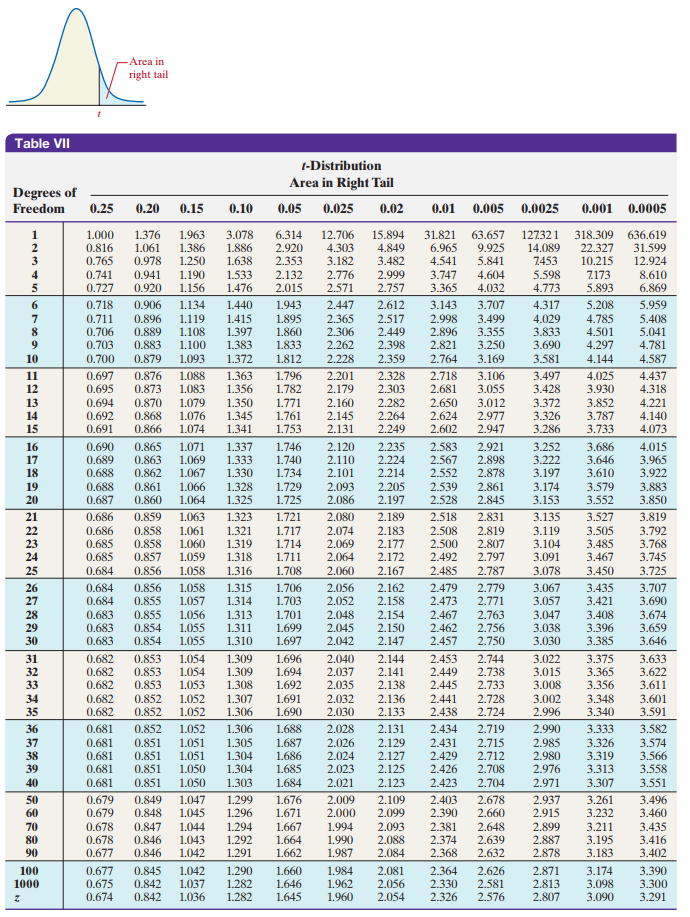 Area in
right tail
t
Table VII
t-Distribution
Area in Right Tail
Degrees of
Freedom 0.25 0.20 0.15 0.10 0.05 0.025 0.02 0.01 0.005 0.0025 0.001 0.0005
1 1.000 1.376 1.963 3.078 6.314 12.706 15.894 31.821 63.657 127.321 318.309 636.619
2 0.816 1.061 1.386 1.886 2.920 4.303 4.849 6.965 9.925 14.089 22.327 31.599
3 0.765 0.978 1.250 1.638 2.353 3.182 3.482 4.541 5.841 7.453 10.215 12.924
4 0.741 0.941 1.190 1.533 2.132 2.776 2.999 3.747 4.604 5.598 7.173 8.610
5 0.727 0.920 1.156 1.476 2.015 2.571 2.757 3.365 4.032 4.773 5.893 6.869
6 0.718 0.906 1.134 1.440 1.943 2.447 2.612 3.143 3.707 4.317 5.208 5.959
7 0.711 0.896 1.119 1.415 1.895 2.365 2.517 2.998 3.499 4.029 4.785 5.408
8 0.706 0.889 1.108 1.397 1.860 2.306 2.449 2.896 3.355 3.833 4.501 5.041
9 0.703 0.883 1.100 1.383 1.833 2.262 2.398 2.821 3.250 3.690 4.297 4.781
10 0.700 0.879 1.093 1.372 1.812 2.228 2.359 2.764 3.169 3.581 4.144 4.587
11 0.697 0.876 1.088 1.363 1.796 2.201 2.328 2.718 3.106 3.497 4.025 4.437
12 0.695 0.873 1.083 1.356 1.782 2.179 2.303 2.681 3.055 3.428 3.930 4.318
13 0.694 0.870 1.079 1.350 1.771 2.160 2.282 2.650 3.012 3.372 3.852 4.221
14 0.692 0.868 1.076 1.345 1.761 2.145 2.264 2.624 2.977 3.326 3.787 4.140
15 0.691 0.866 1.074 1.341 1.753 2.131 2.249 2.602 2.947 3.286 3.733 4.073
16 0.690 0.865 1.071 1.337 1.746 2.120 2.235 2.583 2.921 3.252 3.686 4.015
17 0.689 0.863 1.069 1.333 1.740 2.110 2.224 2.567 2.898 3.222 3.646 3.965
18 0.688 0.862 1.067 1.330 1.734 2.101 2.214 2.552 2.878 3.197 3.610 3.922
19 0.688 0.861 1.066 1.328 1.729 2.093 2.205 2.539 2.861 3.174 3.579 3.883
20 0.687 0.860 1.064 1.325 1.725 2.086 2.197 2.528 2.845 3.153 3.552 3.850
21 0.686 0.859 1.063 1.323 1.721 2.080 2.189 2.518 2.831 3.135 3.527 3.819
22 0.686 0.858 1.061 1.321 1.717 2.074 2.183 2.508 2.819 3.119 3.505 3.792
23 0.685 0.858 1.060 1.319 1.714 2.069 2.177 2.500 2.807 3.104 3.485 3.768
24 0.685 0.857 1.059 1.318 1.711 2.064 2.172 2.492 2.797 3.091 3.467 3.745
25 0.684 0.856 1.058 1.316 1.708 2.060 2.167 2.485 2.787 3.078 3.450 3.725
26 0.684 0.856 1.058 1.315 1.706 2.056 2.162 2.479 2.779 3.067 3.435 3.707
27 0.684 0.855 1.057 1.314 1.703 2.052 2.158 2.473 2.771 3.057 3.421 3.690
28 0.683 0.855 1.056 1.313 1.701 2.048 2.154 2.467 2.763 3.047 3.408 3.674
29 0.683 0.854 1.055 1.311 1.699 2.045 2.150 2.462 2.756 3.038 3.396 3.659
30 0.683 0.854 1.055 1.310 1.697 2.042 2.147 2.457 2.750 3.030 3.385 3.646
31 0.682 0.853 1.054 1.309 1.696 2.040 2.144 2.453 2.744 3.022 3.375 3.633
32 0.682 0.853 1.054 1.309 1.694 2.037 2.141 2.449 2.738 3.015 3.365 3.622
33 0.682 0.853 1.053 1.308 1.692 2.035 2.138 2.445 2.733 3.008 3.356 3.611
34 0.682 0.852 1.052 1.307 1.691 2.032 2.136 2.441 2.728 3.002 3.348 3.601
35 0.682 0.852 1.052 1.306 1.690 2.030 2.133 2.438 2.724 2.996 3.340 3.591
36 0.681 0.852 1.052 1.306 1.688 2.028 2.131 2.434 2.719 2.990 3.333 3.582
37 0.681 0.851 1.051 1.305 1.687 2.026 2.129 2.431 2.715 2.985 3.326 3.574
38 0.681 0.851 1.051 1.304 1.686 2.024 2.127 2.429 2.712 2.980 3.319 3.566
39 0.681 0.851 1.050 1.304 1.685 2.023 2.125 2.426 2.708 2.976 3.313 3.558
40 0.681 0.851 1.050 1.303 1.684 2.021 2.123 2.423 2.704 2.971 3.307 3.551
50 0.679 0.849 1.047 1.299 1.676 2.009 2.109 2.403 2.678 2.937 3.261 3.496
60 0.679 0.848 1.045 1.296 1.671 2.000 2.099 2.390 2.660 2.915 3.232 3.460
70 0.678 0.847 1.044 1.294 1.667 1.994 2.093 2.381 2.648 2.899 3.211 3.435
80 0.678 0.846 1.043 1.292 1.664 1.990 2.088 2.374 2.639 2.887 3.195 3.416
90 0.677 0.846 1.042 1.291 1.662 1.987 2.084 2.368 2.632 2.878 3.183 3.402
100 0.677 0.845 1.042 1.290 1.660 1.984 2.081 2.364 2.626 2.871 3.174 3.390
1000 0.675 0.842 1.037 1.282 1.646 1.962 2.056 2.330 2.581 2.813 3.098 3.300
z 0.674 0.842 1.036 1.282 1.645 1.960 2.054 2.326 2.576 2.807 3.090 3.291